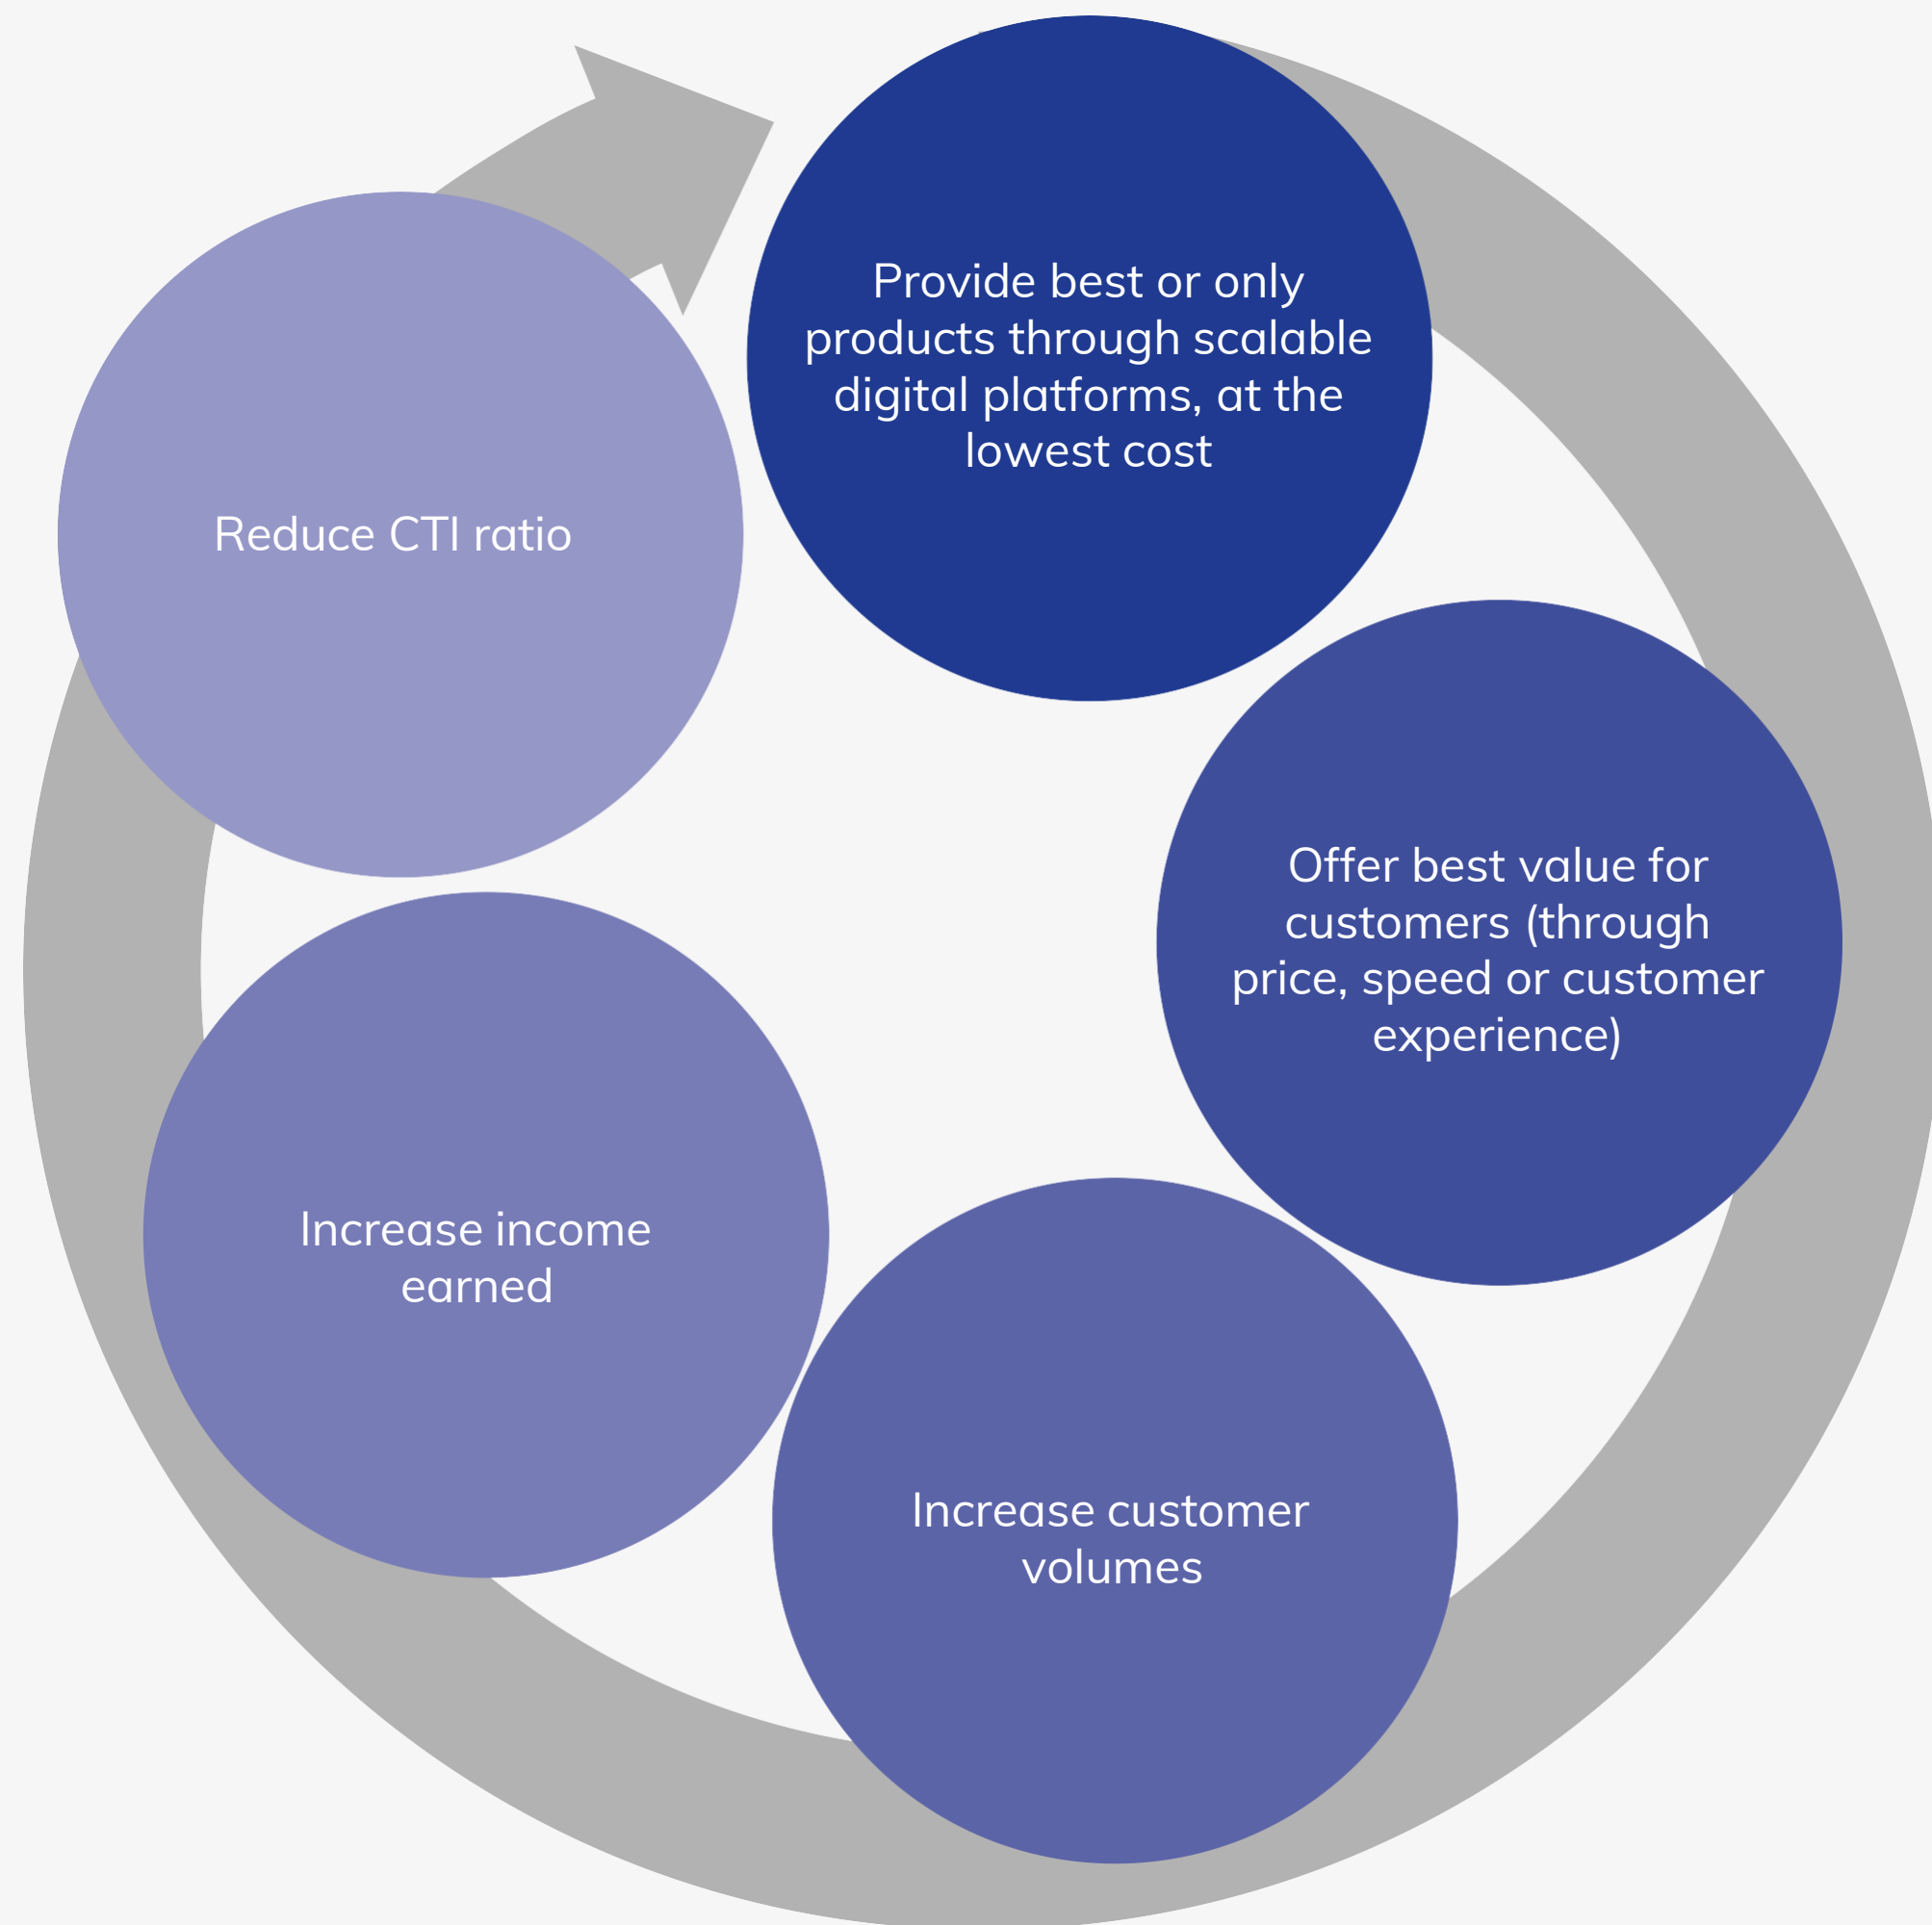 Provide best or only
products through scalable
digital platforms, at the
lowest cost
Offer best value for
customers (through
price, speed or customer
experience)
Increase customer
volumes
Increase income
earned
Reduce CTI ratio